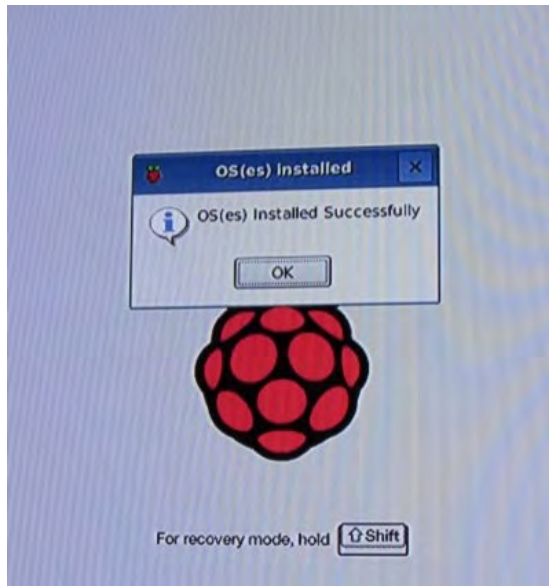 OS(es) Installed
OS(es) Installed Successfully
OK
For recovery mode, hold Shift